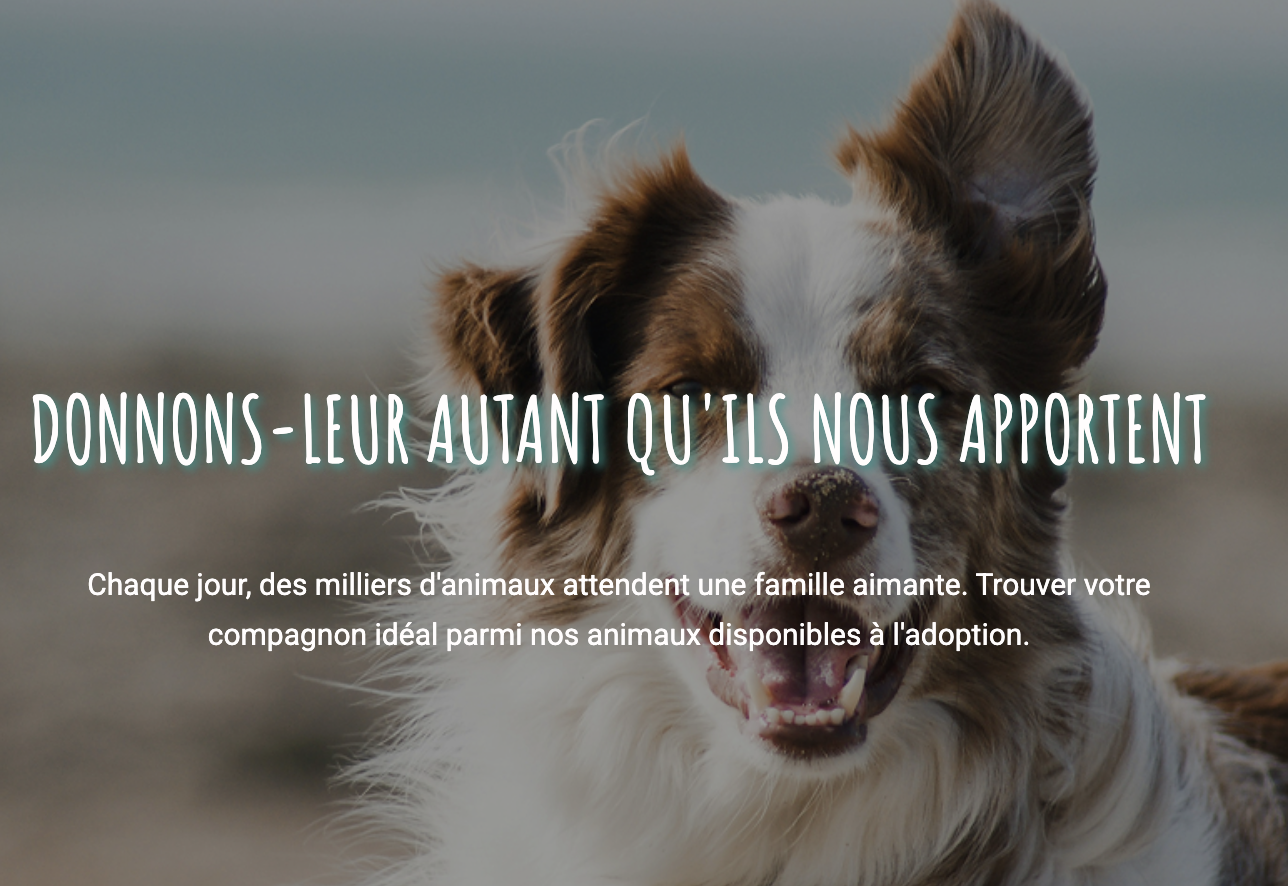 DONNONS-LEUR AUTANT QU'ILS NOUS APPORTENT
Chaque jour, des milliers d'animaux attendent une famille aimante. Trouver votre
compagnon idéal parmi nos animaux disponibles à l'adoption.